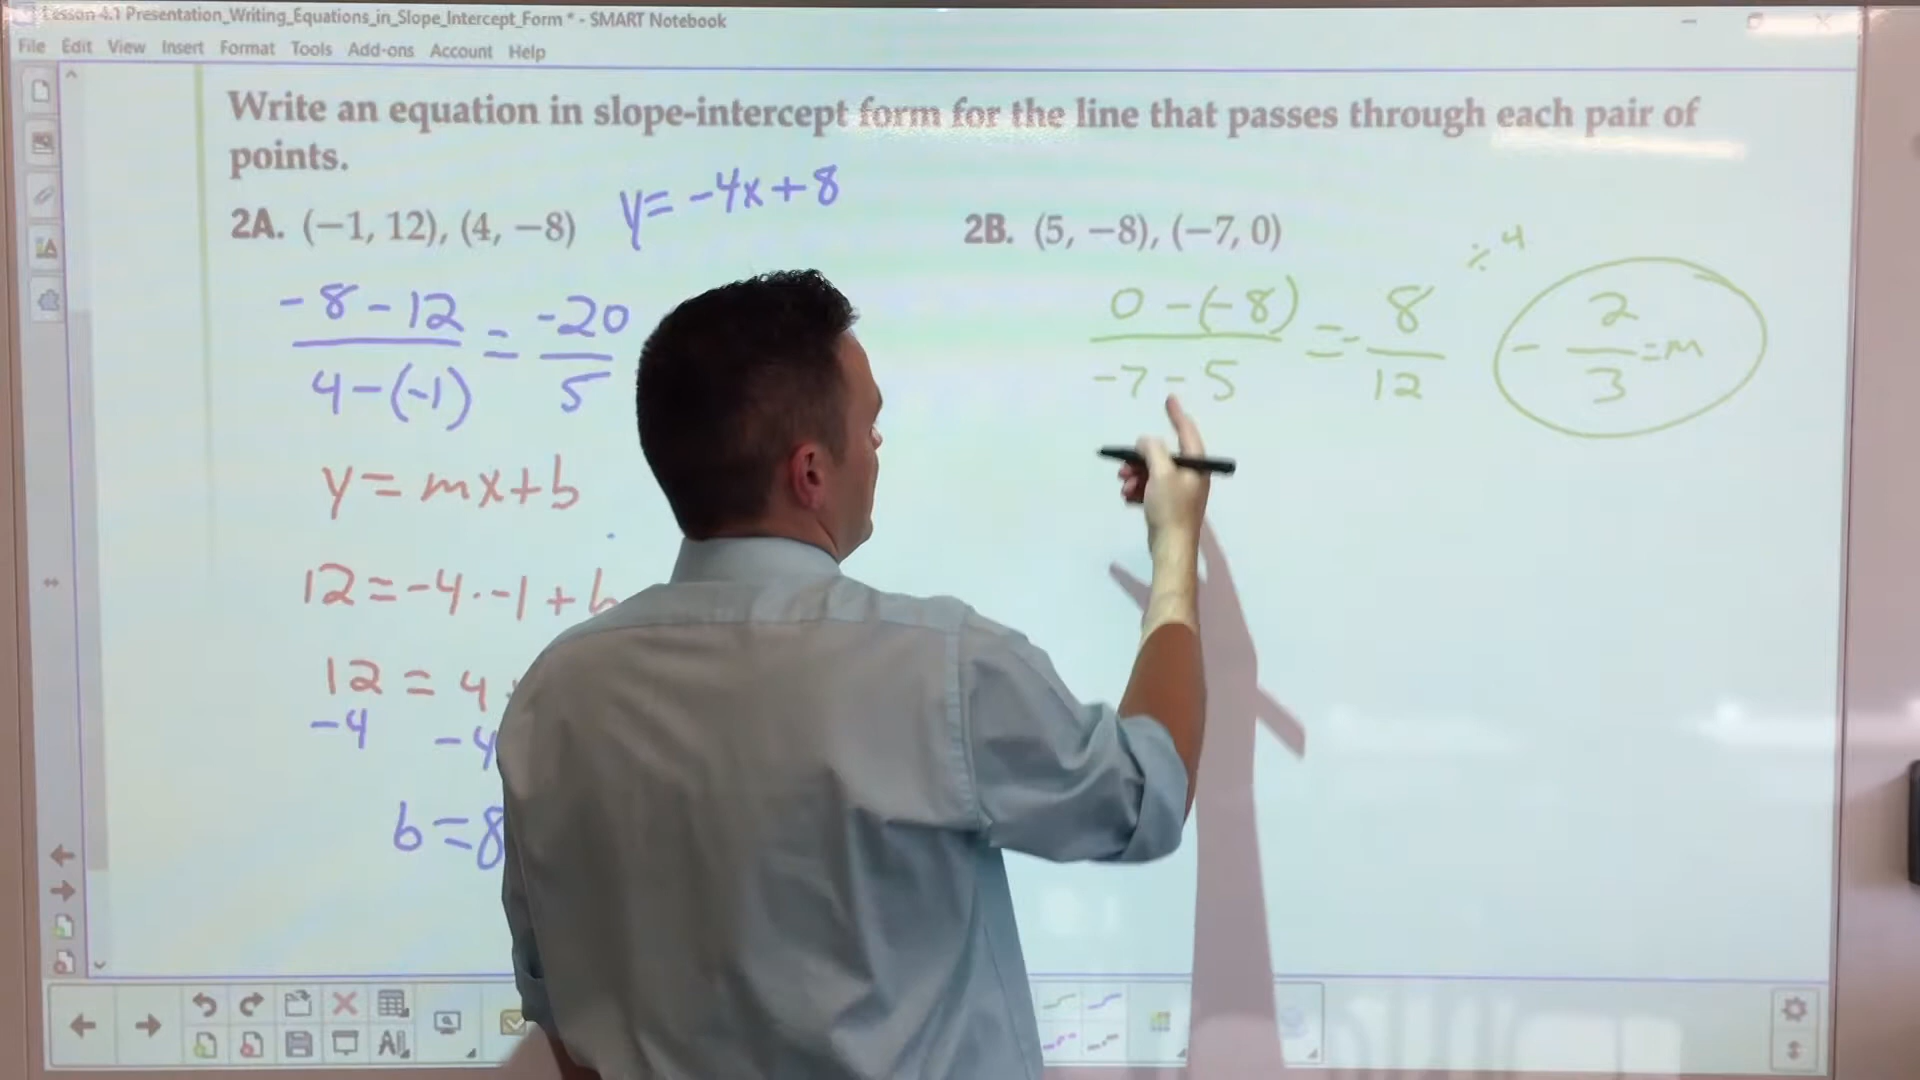 Lesson 4.1 Presentation_Writing_Equations_in_Slope_Intercept_Form * - SMART Notebook
File Edit View Insert Format Tools Add-ons Account Help
Write an equation in slope-intercept form for the line that passes through each pair of
points.
2A. (−1, 12), (4, −8)
y = -4x + 8
-8 - 12
4 - (-1)
=
-20
5
y = mx + b
12 = -4 · -1 + b
12 = 4
-4 -4
b = 8
2B. (5, −8), (−7, 0)
÷ 4
0 - (-8)
-7 - 5
= -
8
12
- 2
3
= m